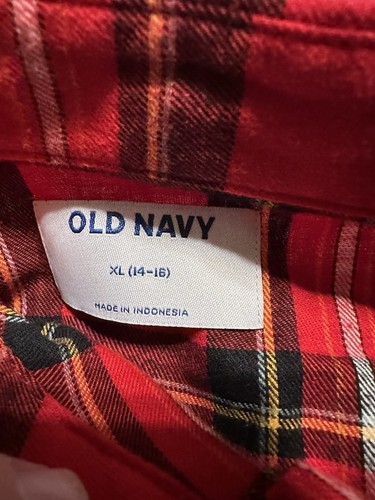 OLD NAVY
XL (14-16)
MADE IN INDONESIA